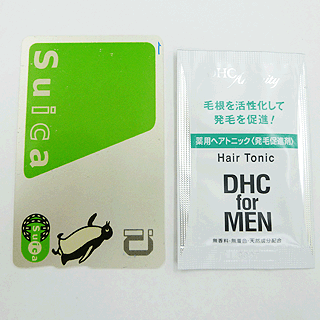 Suica
Suica
DHC
毛根を活性化して
発毛を促進!
薬用ヘアトニック〈発毛促進剤〉
Hair Tonic
DHC
for
MEN
無香料・無着色・天然成分配合